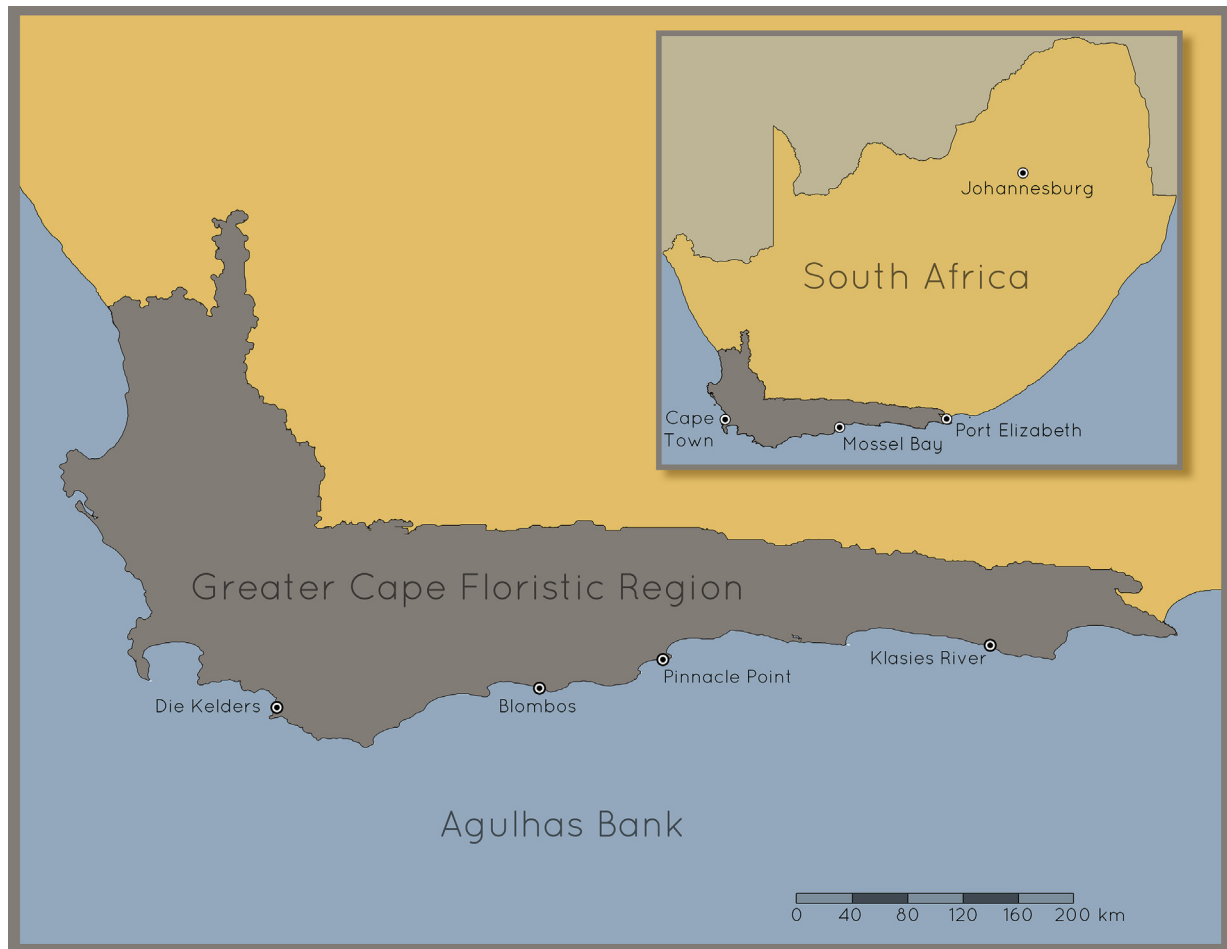 Johannesburg
South Africa
Cape
Town
Mossel Bay
Port Elizabeth
Greater Cape Floristic Region
Klasies River
Pinnacle Point
Die Kelders
Blombos
Agulhas Bank
0 40 80 120 160 200 km